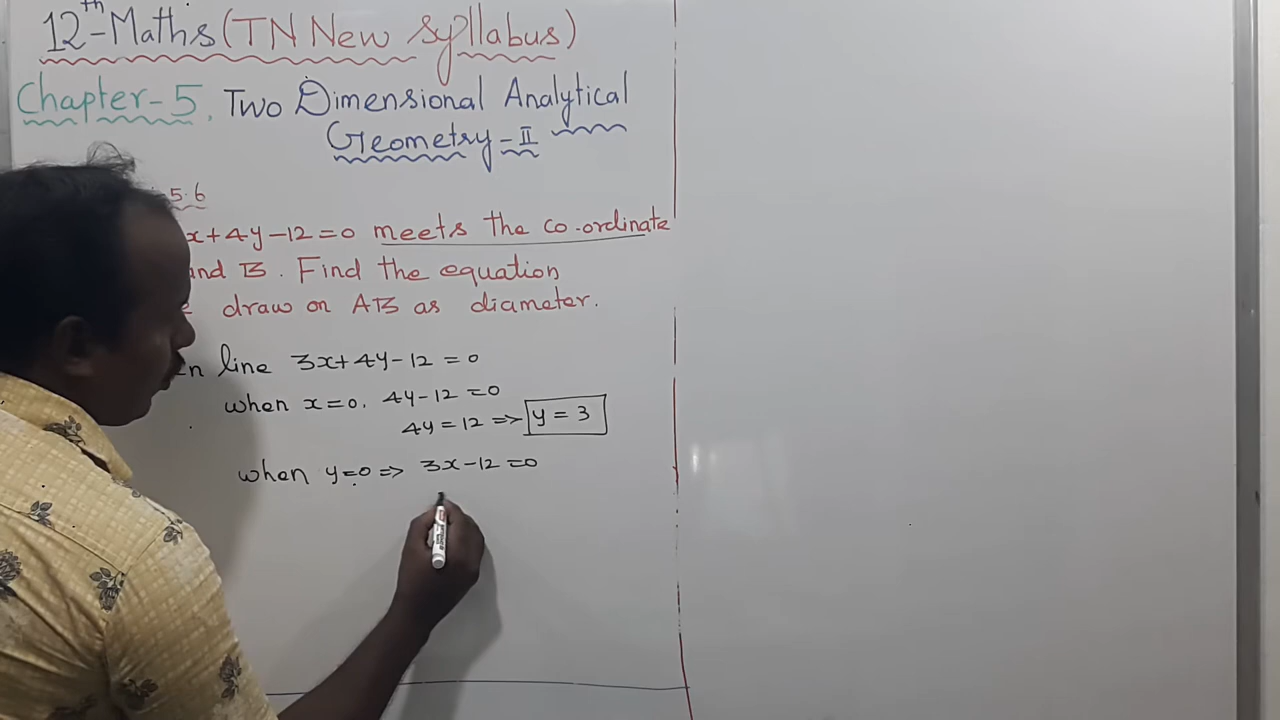 12th-Maths (TN New syllabus)
Chapter-5, Two Dimensional Analytical
Geometry-II
5.6
x+4y-12=0 meets the co-ordinate
and B. Find the equation
draw on AB as diameter.
line 3x+4y-12=0
when x=0, 4y-12=0
4y=12 => y=3
when y=0 => 3x-12=0